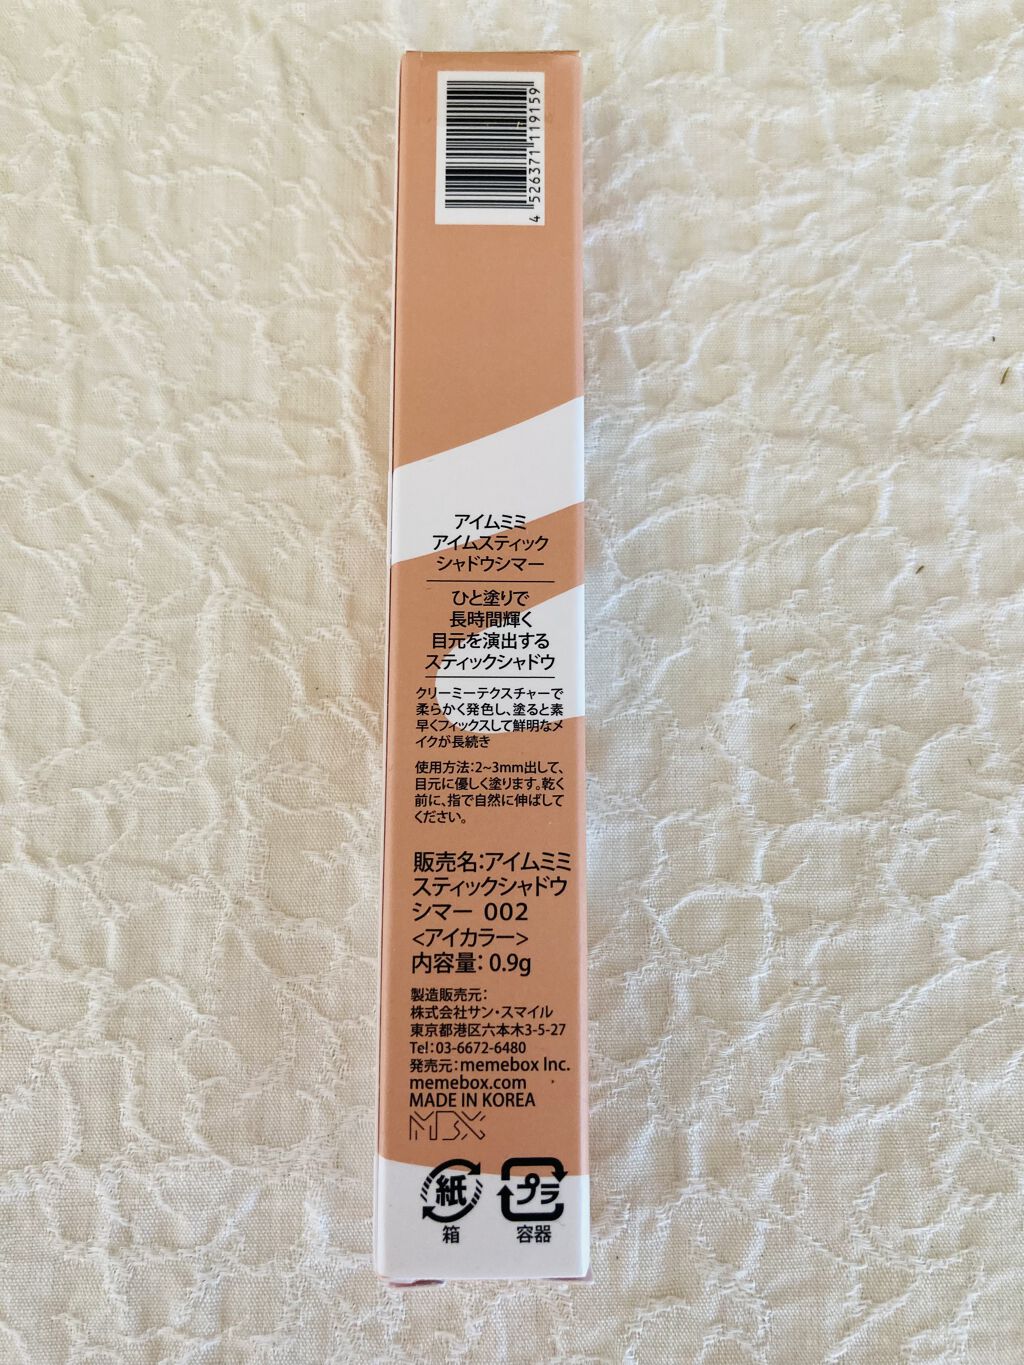 4 526371 119159
アイムミミ
アイムスティック
シャドウシマー
ひと塗りで
長時間輝く
目元を演出する
スティックシャドウ
クリーミーテクスチャーで
柔らかく発色し、塗ると素
早くフィックスして鮮明なメ
イクが長続き
使用方法:2~3mm出して、
目元に優しく塗ります。乾く
前に、指で自然に伸ばして
ください。
販売名:アイムミミ
スティックシャドウ
シマー 002
<アイカラー>
内容量: 0.9g
製造販売元:
株式会社サン・スマイル
東京都港区六本木3-5-27
Tel:03-6672-6480
発売元:memebox Inc.
memebox.com
MADE IN KOREA
MBX
紙 プラ
箱 容器